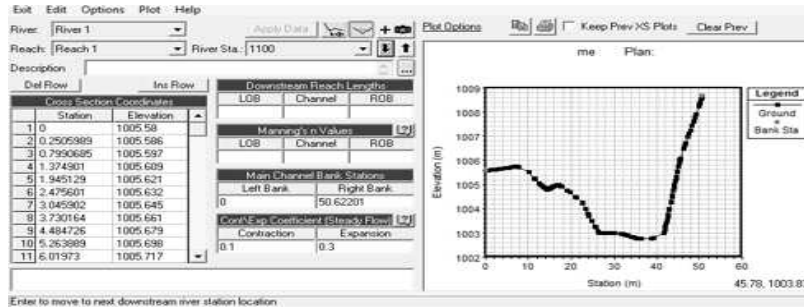 Exit Edit Options Plot Help
River: River 1 Apply Data + Plot Options Keep Prev XS Plots Clear Prev
Reach: Reach 1 River Sta.: 1100
Description ...
Del Row Ins Row
Cross Section Coordinates
Station Elevation
1 0 1005.58
2 0.2505989 1005.586
3 0.7990685 1005.597
4 1.374901 1005.609
5 1.945129 1005.621
6 2.475601 1005.632
7 3.045902 1005.645
8 3.730164 1005.661
9 4.484726 1005.679
10 5.263889 1005.698
11 6.01973 1005.717
Downstream Reach Lengths
LOB Channel ROB
Manning's n Values
LOB Channel ROB
Main Channel Bank Stations
Left Bank Right Bank
0 50.62201
Cont\Exp Coefficient (Steady Flow)
Contraction Expansion
0.1 0.3
me Plan:
Elevation (m)
1009
1008
1007
1006
1005
1004
1003
1002
0 10 20 30 40 50 60
Station (m)
Legend
Ground
Bank Sta
45.78, 1003.8
Enter to move to next downstream river station location